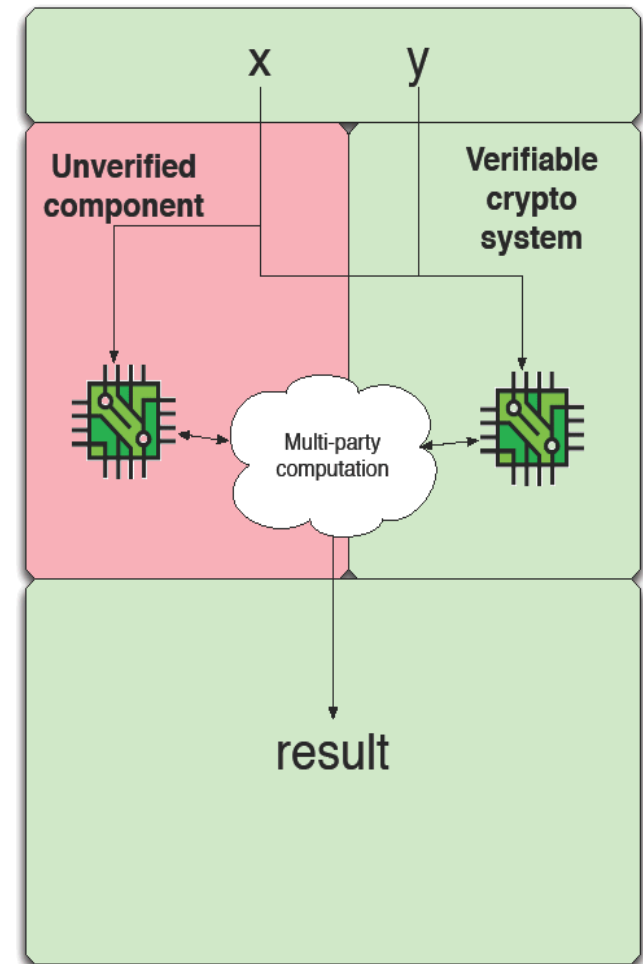 x y
Unverified
component
Verifiable
crypto
system
Multi-party
computation
result